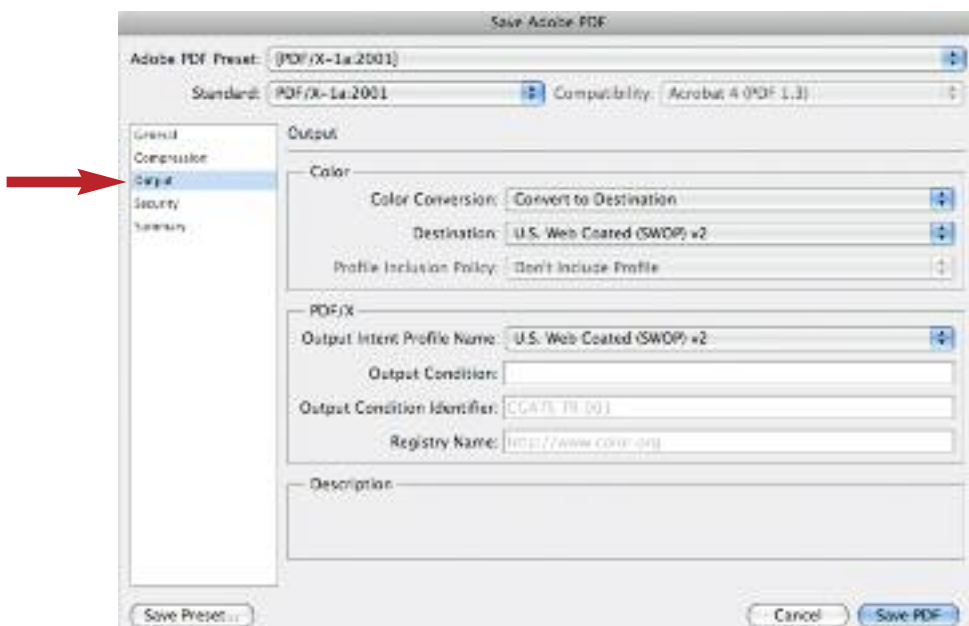 Save Adobe PDF
Adobe PDF Preset: [PDF/X-1a:2001]
Standard: PDF/X-1a:2001 Compatibility: Acrobat 4 (PDF 1.3)
General
Compression
Output
Security
Summary
Output
Color
Color Conversion: Convert to Destination
Destination: U.S. Web Coated (SWOP) v2
Profile Inclusion Policy: Don't Include Profile
PDF/X
Output Intent Profile Name: U.S. Web Coated (SWOP) v2
Output Condition:
Output Condition Identifier: CGATS TR 001
Registry Name: http://www.color.org
Description
Save Preset... Cancel Save PDF